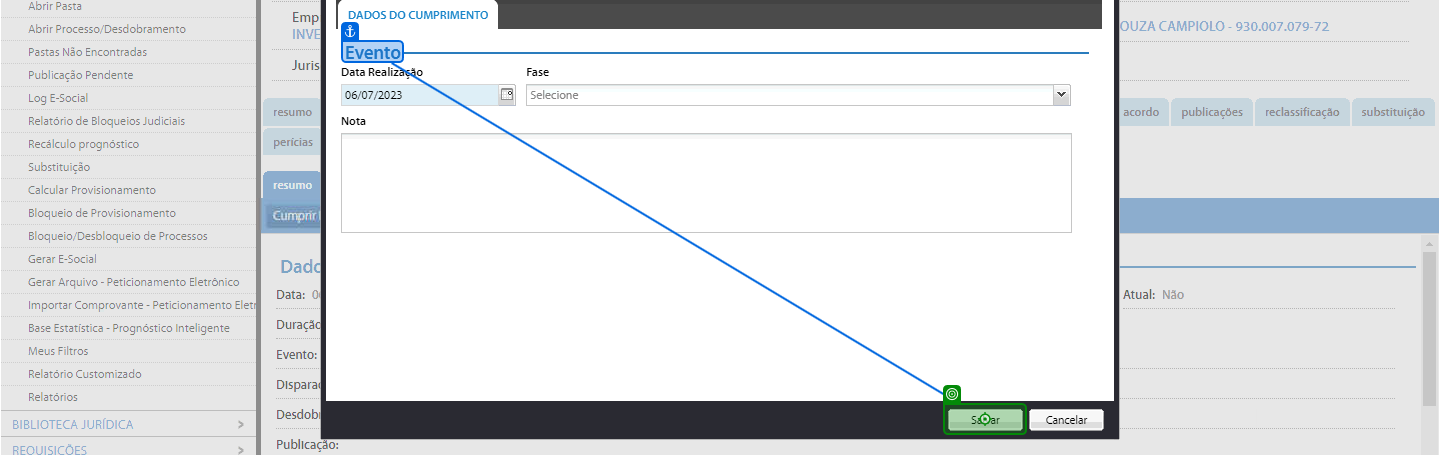 Abrir Pasta
Abrir Processo/Desdobramento
Pastas Não Encontradas
Publicação Pendente
Log E-Social
Relatório de Bloqueios Judiciais
Recálculo prognóstico
Substituição
Calcular Provisionamento
Bloqueio de Provisionamento
Bloqueio/Desbloqueio de Processos
Gerar E-Social
Gerar Arquivo - Peticionamento Eletrônico
Importar Comprovante - Peticionamento Eletr
Base Estatística - Prognóstico Inteligente
Meus Filtros
Relatório Customizado
Relatórios
BIBLIOTECA JURÍDICA >
REQUISIÇÕES >
Emp
INVE
Juris
OUZA CAMPIOLO - 930.007.079-72
resumo
acordo publicações reclassificação substituição
perícias
resumo
Cumprir
DADOS DO CUMPRIMENTO
Evento
Data Realização Fase
06/07/2023 Selecione
Nota
Salvar Cancelar
Dado
Data: 0 Atual: Não
Duração
Evento:
Dispara
Desdobr
Publicação: